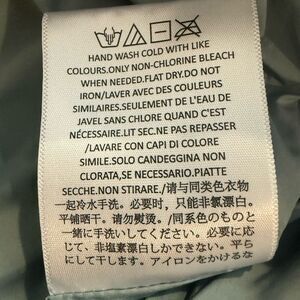 HAND WASH COLD WITH LIKE
COLOURS.ONLY NON-CHLORINE BLEACH
WHEN NEEDED.FLAT DRY.DO NOT
IRON/LAVER AVEC DES COULEURS
SIMILAIRES.SEULEMENT DE L'EAU DE
JAVEL SANS CHLORE QUAND C'EST
NÉCESSAIRE.LIT SEC.NE PAS REPASSER
/LAVARE CON CAPI DI COLORE
SIMILE.SOLO CANDEGGINA NON
CLORATA,SE NECESSARIO.PIATTE
SECCHE.NON STIRARE./请与同类色衣物
一起冷水手洗。必要时，只能非氯漂白。
平铺晒干。请勿熨烫。/同系色のものと
一緒に手洗いしてください。必要に応
じて、非塩素漂白しかできない。平らに
して干します。アイロンをかけるな